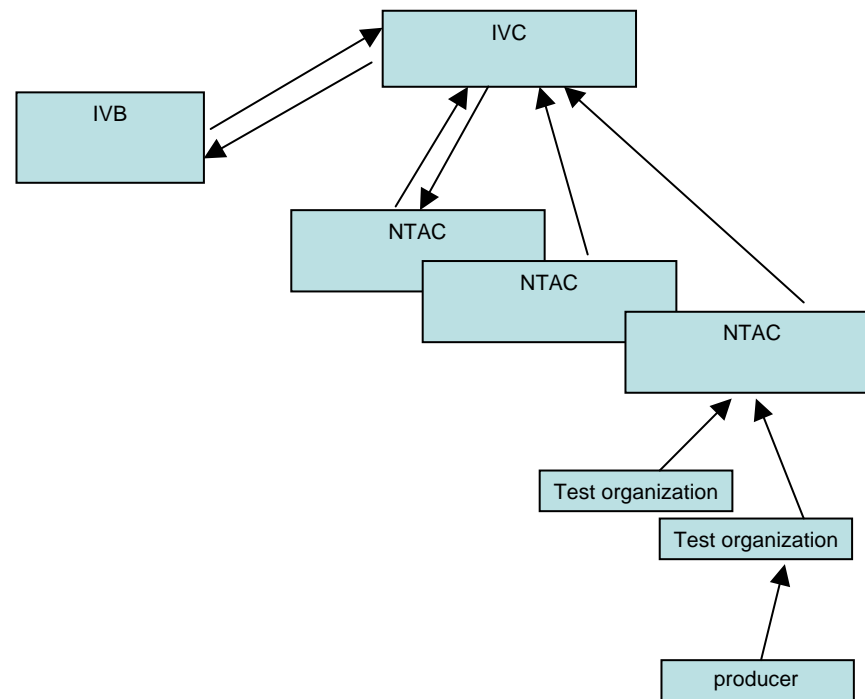 IVC
IVB
NTAC
NTAC
NTAC
Test organization
Test organization
producer